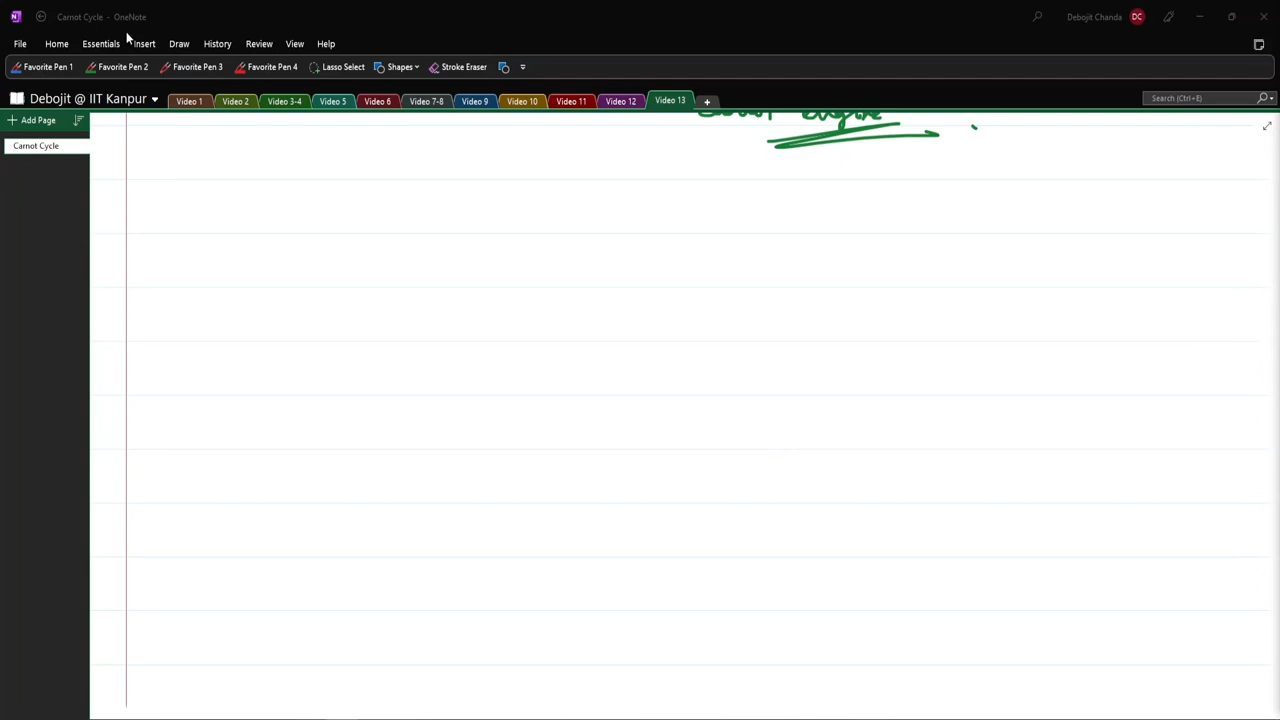 Carnot Cycle - OneNote
Debojit Chanda DC
File Home Essentials Insert Draw History Review View Help
Favorite Pen 1 Favorite Pen 2 Favorite Pen 3 Favorite Pen 4 Lasso Select Shapes Stroke Eraser
Debojit @ IIT Kanpur Video 1 Video 2 Video 3-4 Video 5 Video 6 Video 7-8 Video 9 Video 10 Video 11 Video 12 Video 13 + Search (Ctrl+E)
+ Add Page
engine
Carnot Cycle